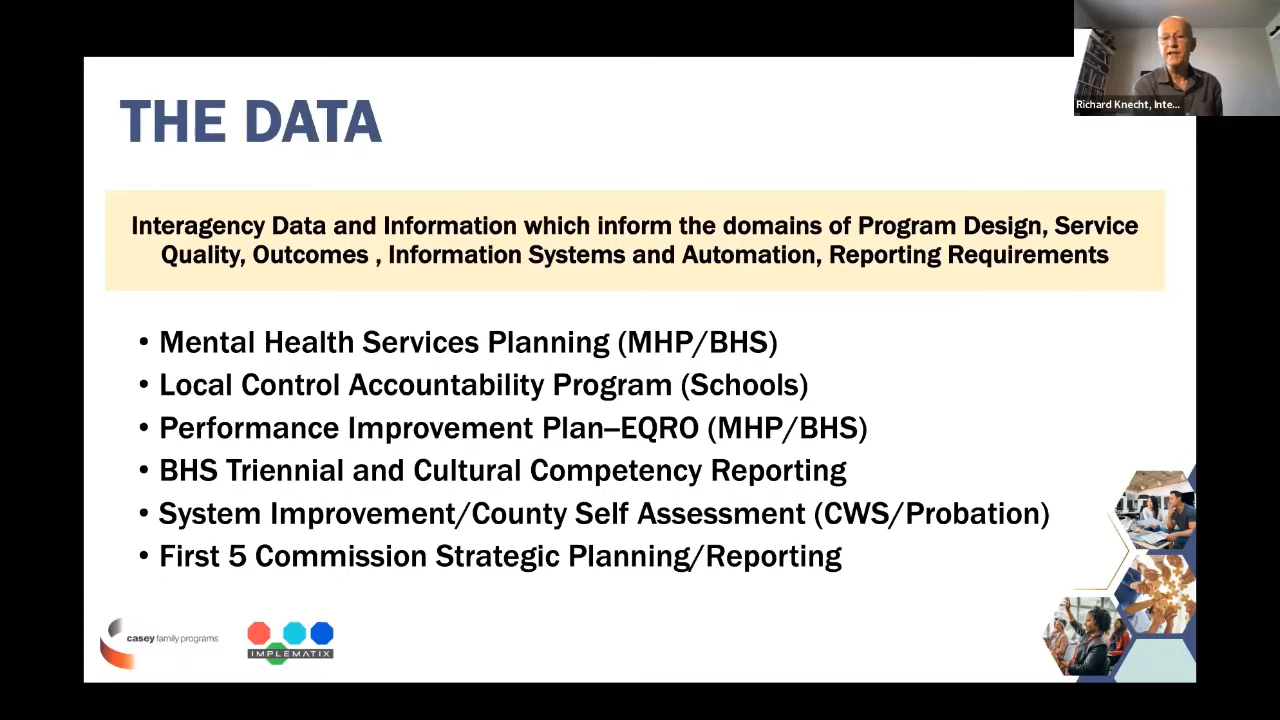 THE DATA
Richard Knecht, Inte...
Interagency Data and Information which inform the domains of Program Design, Service
Quality, Outcomes , Information Systems and Automation, Reporting Requirements
• Mental Health Services Planning (MHP/BHS)
• Local Control Accountability Program (Schools)
• Performance Improvement Plan–EQRO (MHP/BHS)
• BHS Triennial and Cultural Competency Reporting
• System Improvement/County Self Assessment (CWS/Probation)
• First 5 Commission Strategic Planning/Reporting
casey family programs
IMPLEMATIX